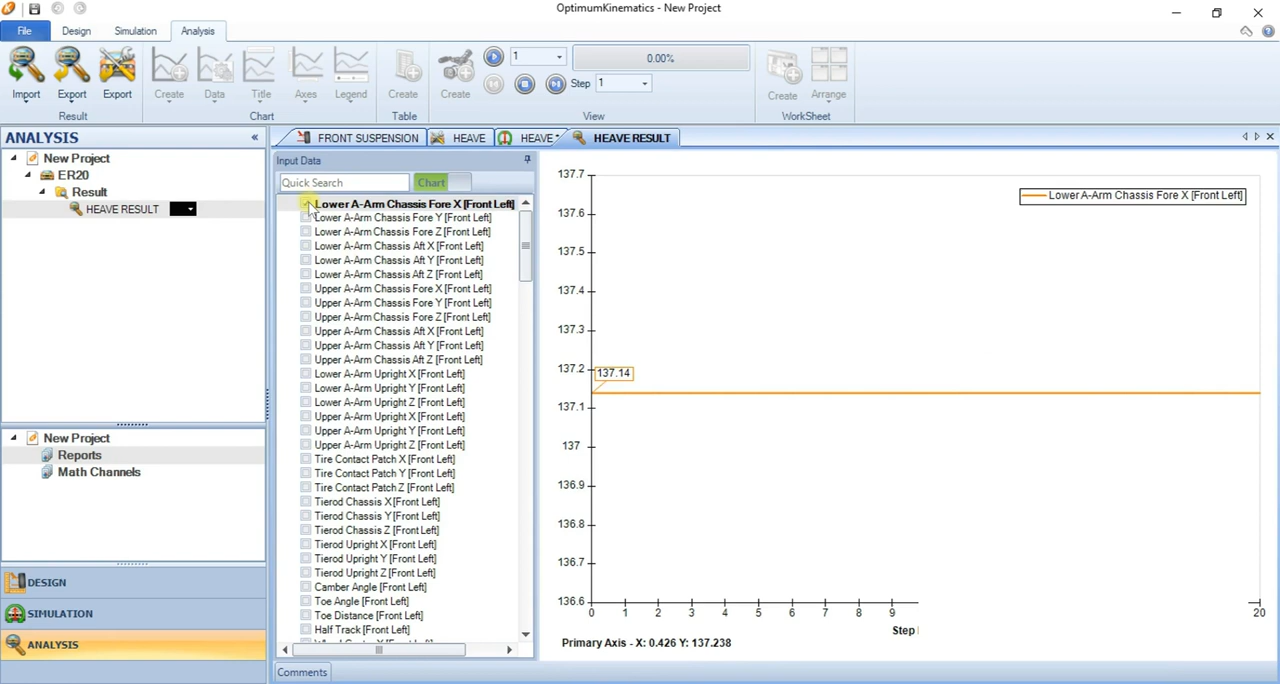 OptimumKinematics - New Project
File
Design
Simulation
Analysis
Import
Export
Export
Create
Data
Title
Axes
Legend
Create
Create
1
0.00%
Step
1
Create
Arrange
Result
Chart
Table
View
WorkSheet
ANALYSIS
«
New Project
ER20
Result
HEAVE RESULT
New Project
Reports
Math Channels
DESIGN
SIMULATION
ANALYSIS
FRONT SUSPENSION
HEAVE
HEAVE *
HEAVE RESULT
Input Data
Quick Search
Chart
Lower A-Arm Chassis Fore X [Front Left]
Lower A-Arm Chassis Fore Y [Front Left]
Lower A-Arm Chassis Fore Z [Front Left]
Lower A-Arm Chassis Aft X [Front Left]
Lower A-Arm Chassis Aft Y [Front Left]
Lower A-Arm Chassis Aft Z [Front Left]
Upper A-Arm Chassis Fore X [Front Left]
Upper A-Arm Chassis Fore Y [Front Left]
Upper A-Arm Chassis Fore Z [Front Left]
Upper A-Arm Chassis Aft X [Front Left]
Upper A-Arm Chassis Aft Y [Front Left]
Upper A-Arm Chassis Aft Z [Front Left]
Lower A-Arm Upright X [Front Left]
Lower A-Arm Upright Y [Front Left]
Lower A-Arm Upright Z [Front Left]
Upper A-Arm Upright X [Front Left]
Upper A-Arm Upright Y [Front Left]
Upper A-Arm Upright Z [Front Left]
Tire Contact Patch X [Front Left]
Tire Contact Patch Y [Front Left]
Tire Contact Patch Z [Front Left]
Tierod Chassis X [Front Left]
Tierod Chassis Y [Front Left]
Tierod Chassis Z [Front Left]
Tierod Upright X [Front Left]
Tierod Upright Y [Front Left]
Tierod Upright Z [Front Left]
Camber Angle [Front Left]
Toe Angle [Front Left]
Toe Distance [Front Left]
Half Track [Front Left]
Comments
137.7
137.6
137.5
137.4
137.3
137.2
137.1
137
136.9
136.8
136.7
136.6
137.14
Lower A-Arm Chassis Fore X [Front Left]
0 1 2 3 4 5 6 7 8 9 20
Step
Primary Axis - X: 0.426 Y: 137.238